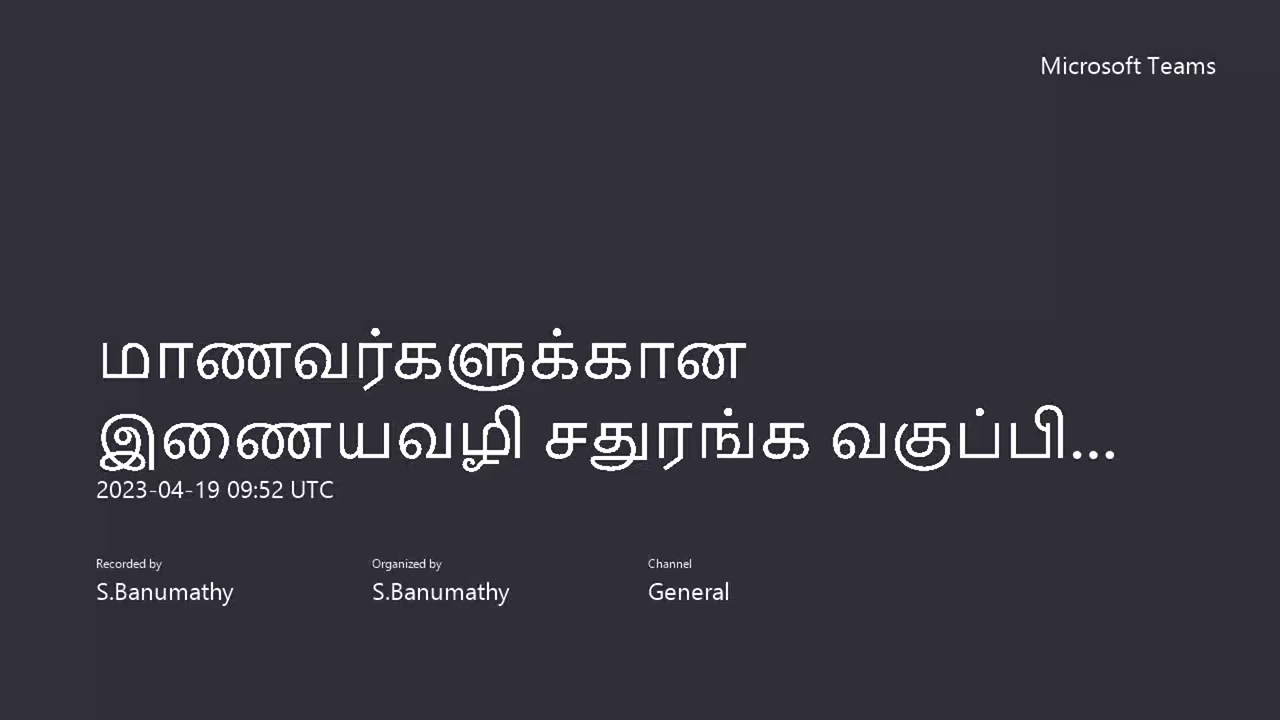 Microsoft Teams
மாணவர்களுக்கான
இணையவழி சதுரங்க வகுப்பி...
2023-04-19 09:52 UTC
Recorded by
S.Banumathy
Organized by
S.Banumathy
Channel
General